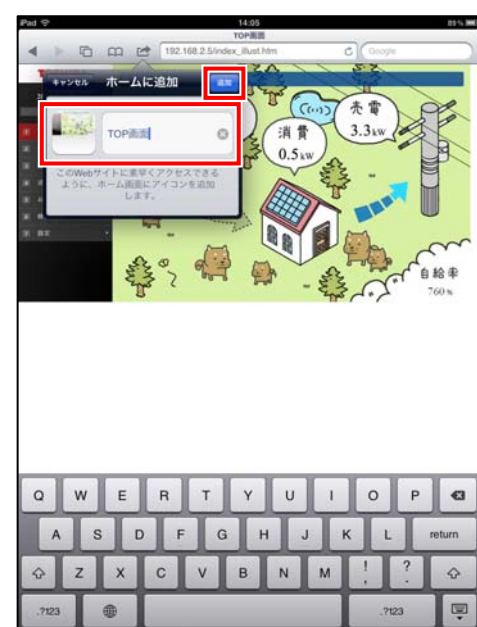 iPad
14:05
89%
TOP画面
192.168.2.5/index_illust.htm
Google
キャンセル
ホームに追加
追加
TOP画面
このWebサイトに素早くアクセスできる
ように、ホーム画面にアイコンを追加
します。
設定
消費
0.5kw
売電
3.3kw
自給率
760%
Q W E R T Y U I O P
A S D F G H J K L return
Z X C V B N M ! , ? .
.?123
.?123